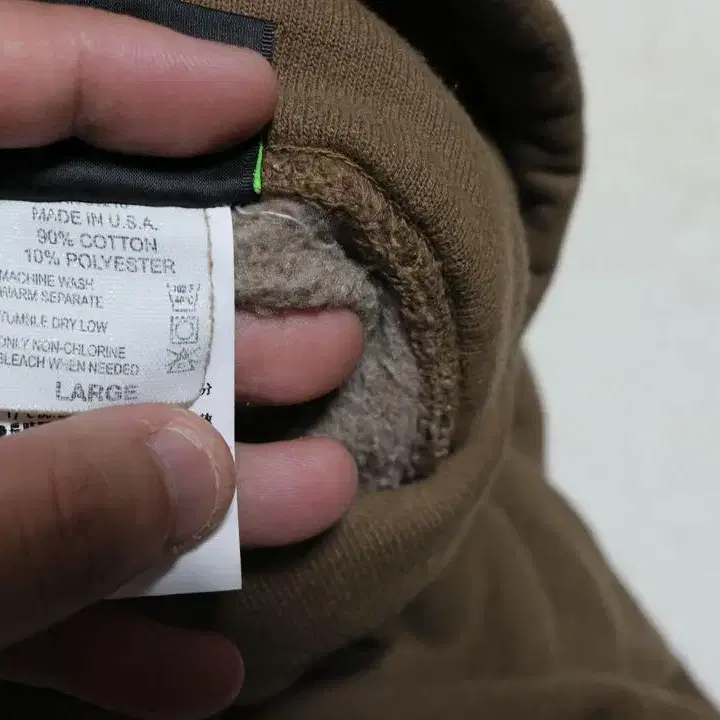 MADE IN U.S.A.
90% COTTON
10% POLYESTER
MACHINE WASH
WARM SEPARATE
TUMBLE DRY LOW
ONLY NON-CHLORINE
BLEACH WHEN NEEDED
LARGE
분